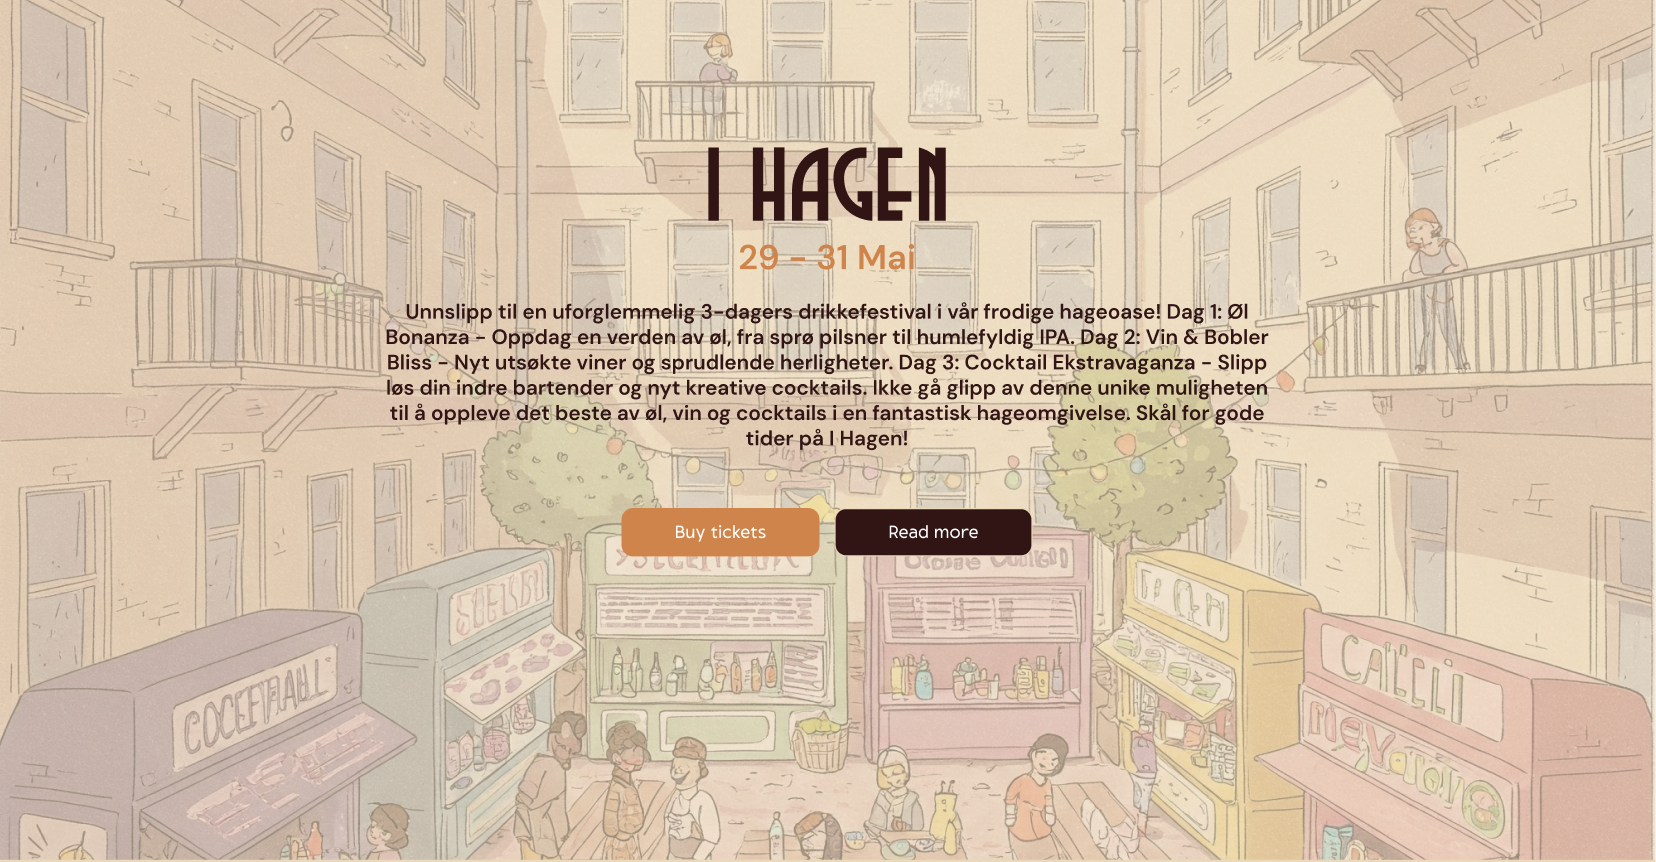 I HAGEN
29 – 31 Mai
Unnslipp til en uforglemmelig 3-dagers drikkefestival i vår frodige hageoase! Dag 1: Øl
Bonanza – Oppdag en verden av øl, fra sprø pilsner til humlefyldig IPA. Dag 2: Vin & Bobler
Bliss – Nyt utsøkte viner og sprudlende herligheter. Dag 3: Cocktail Ekstravaganza – Slipp
løs din indre bartender og nyt kreative cocktails. Ikke gå glipp av denne unike muligheten
til å oppleve det beste av øl, vin og cocktails i en fantastisk hageomgivelse. Skål for gode
tider på I Hagen!
Buy tickets
Read more